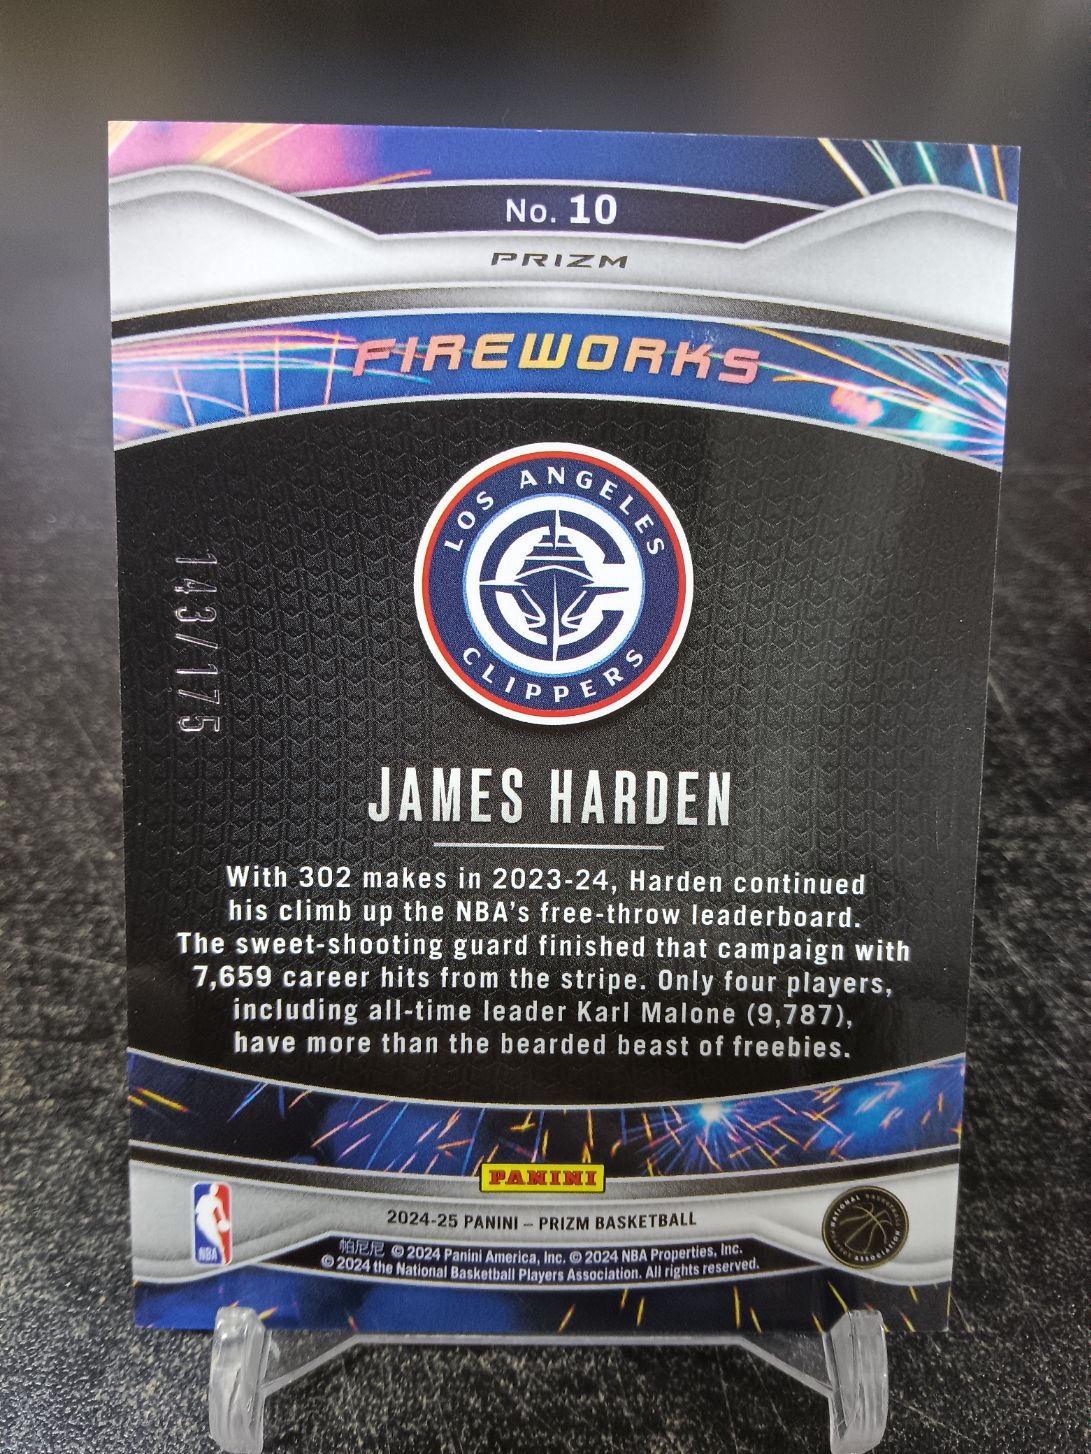 No. 10
PRIZM
FIREWORKS
LOS ANGELES
CLIPPERS
143/175
JAMES HARDEN
With 302 makes in 2023-24, Harden continued
his climb up the NBA's free-throw leaderboard.
The sweet-shooting guard finished that campaign with
7,659 career hits from the stripe. Only four players,
including all-time leader Karl Malone (9,787),
have more than the bearded beast of freebies.
PANINI
NBA
2024-25 PANINI – PRIZM BASKETBALL
帕尼尼 © 2024 Panini America, Inc. © 2024 NBA Properties, Inc.
© 2024 the National Basketball Players Association. All rights reserved.
NATIONAL BASKETBALL
PLAYERS ASSOCIATION